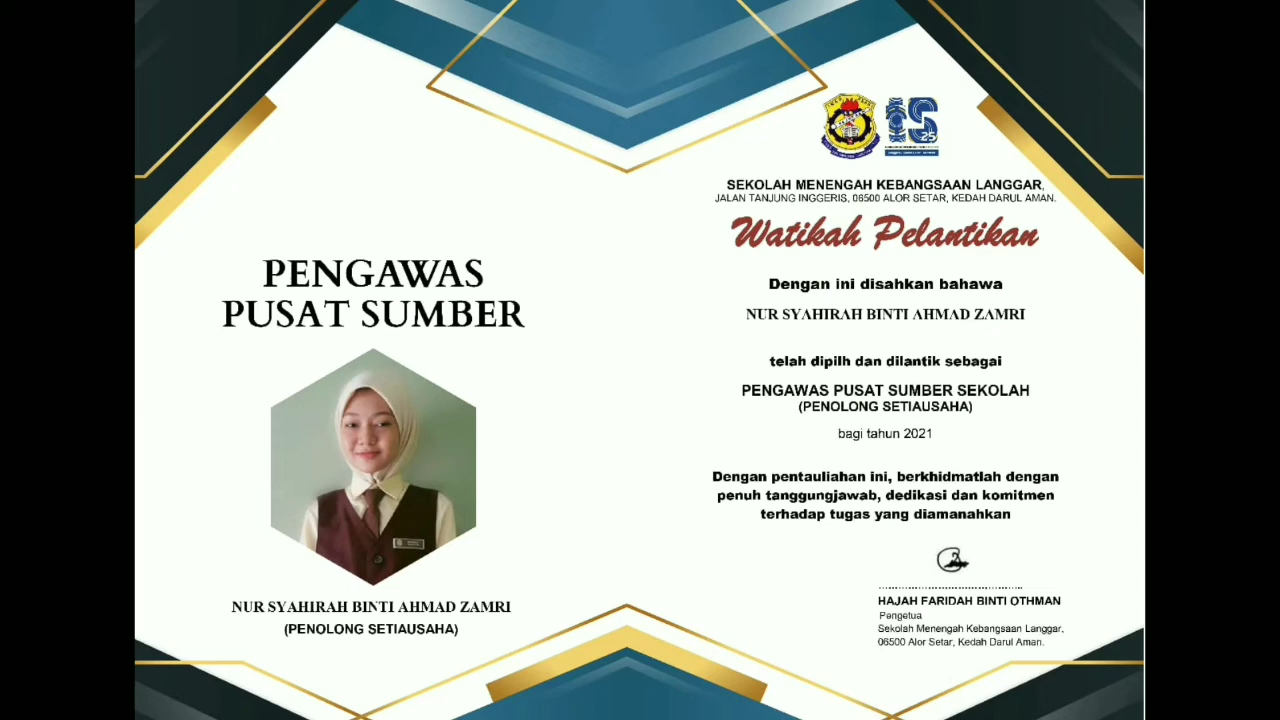 PENGAWAS
PUSAT SUMBER
NUR SYAHIRAH BINTI AHMAD ZAMRI
(PENOLONG SETIAUSAHA)
25
SEKOLAH MENENGAH KEBANGSAAN LANGGAR,
JALAN TANJUNG INGGERIS, 06500 ALOR SETAR, KEDAH DARUL AMAN.
Watikah Pelantikan
Dengan ini disahkan bahawa
NUR SYAHIRAH BINTI AHMAD ZAMRI
telah dipilh dan dilantik sebagai
PENGAWAS PUSAT SUMBER SEKOLAH
(PENOLONG SETIAUSAHA)
bagi tahun 2021
Dengan pentauliahan ini, berkhidmatlah dengan
penuh tanggungjawab, dedikasi dan komitmen
terhadap tugas yang diamanahkan
HAJAH FARIDAH BINTI OTHMAN
Pengetua
Sekolah Menengah Kebangsaan Langgar,
06500 Alor Setar, Kedah Darul Aman.